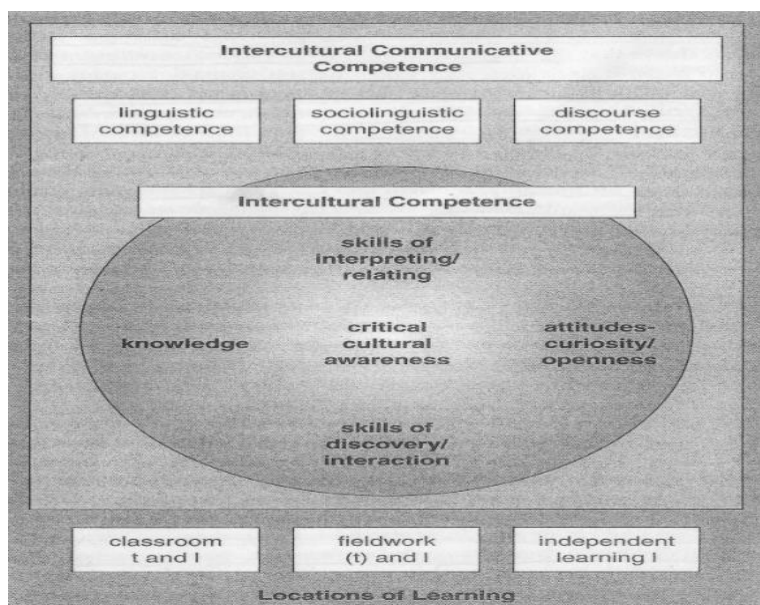 Intercultural Communicative
Competence
linguistic
competence
sociolinguistic
competence
discourse
competence
Intercultural Competence
skills of
interpreting/
relating
knowledge
critical
cultural
awareness
attitudes-
curiosity/
openness
skills of
discovery/
interaction
classroom
t and l
fieldwork
(t) and l
independent
learning l
Locations of Learning